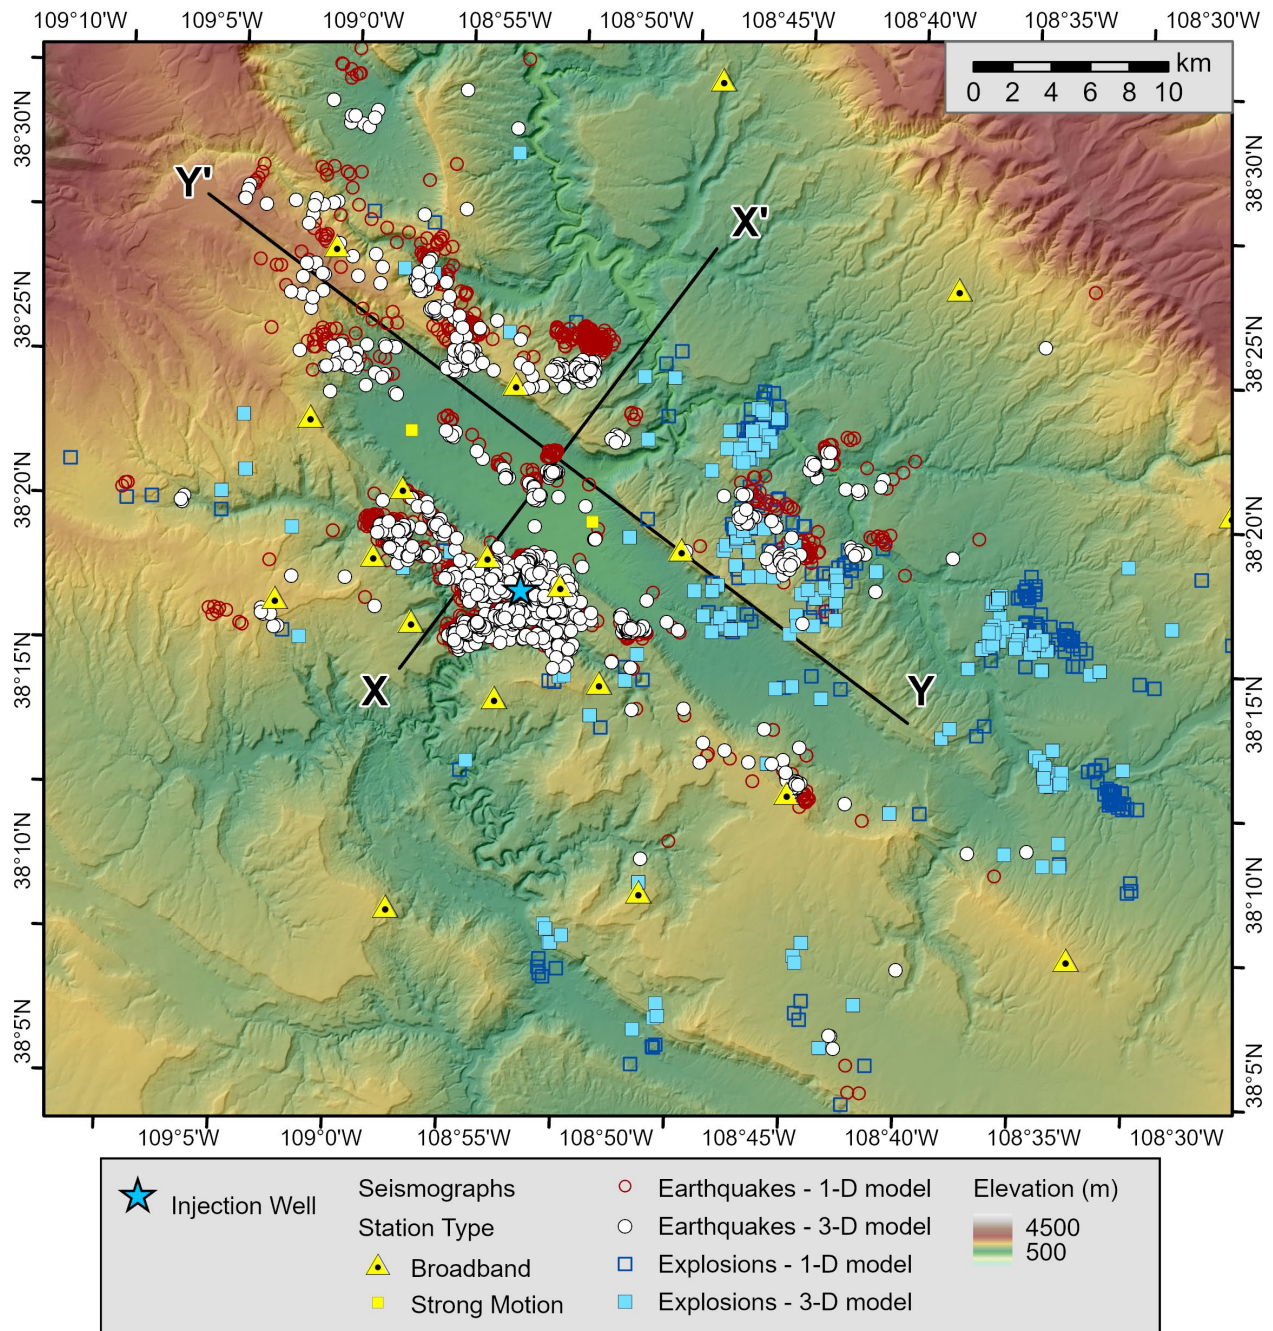 109°10'W 109°5'W 109°0'W 108°55'W 108°50'W 108°45'W 108°40'W 108°35'W 108°30'W
km
0 2 4 6 8 10
38°30'N 38°30'N
Y'
X'
38°25'N 38°25'N
38°20'N 38°20'N
38°15'N 38°15'N
X Y
38°10'N 38°10'N
38°5'N 38°5'N
109°5'W 109°0'W 108°55'W 108°50'W 108°45'W 108°40'W 108°35'W 108°30'W
Injection Well
Seismographs
Station Type
Broadband
Strong Motion
Earthquakes - 1-D model
Earthquakes - 3-D model
Explosions - 1-D model
Explosions - 3-D model
Elevation (m)
4500
500